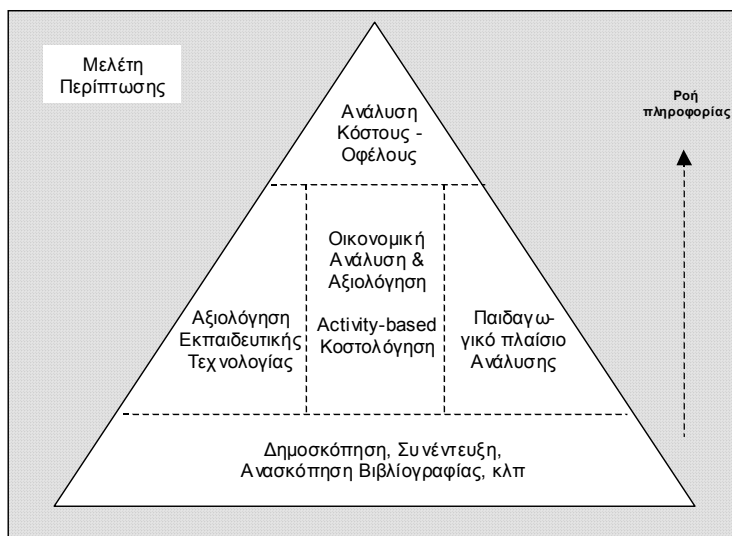 Μελέτη
Περίπτωσης
Ανάλυση
Κόστους -
Οφέλους
Ροή
πληροφορίας
Οικονομική
Ανάλυση &
Αξιολόγηση
Activity-based
Κοστολόγηση
Αξιολόγηση
Εκπαιδευτικής
Τεχνολογίας
Παιδαγω-
γικό πλαίσιο
Ανάλυσης
Δημοσκόπηση, Συνέντευξη,
Ανασκόπηση Βιβλίογραφίας, κλπ